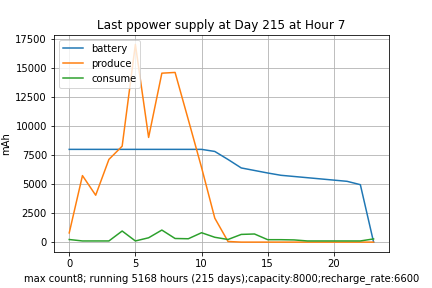 Last ppower supply at Day 215 at Hour 7
17500
15000
12500
10000
7500
5000
2500
0
mAh
battery
produce
consume
0 5 10 15 20
max count8; running 5168 hours (215 days);capacity:8000;recharge_rate:6600